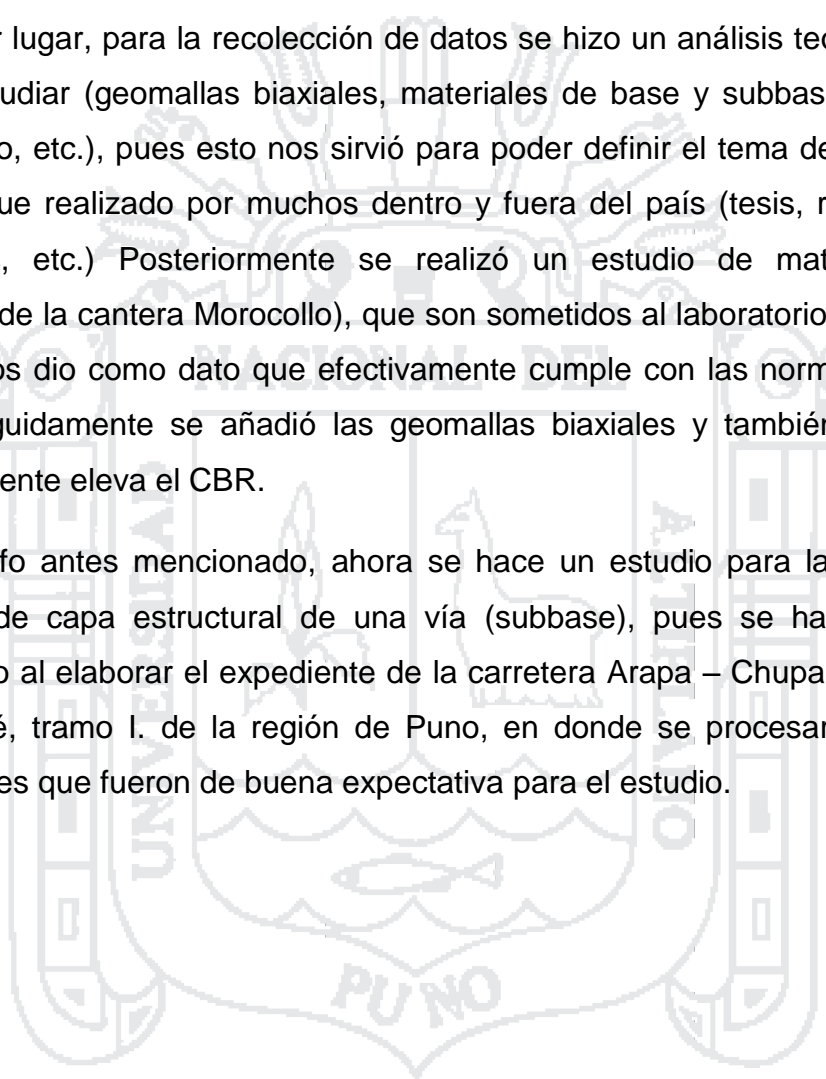 r lugar, para la recolección de datos se hizo un análisis teo
udiar (geomallas biaxiales, materiales de base y subbas
o, etc.), pues esto nos sirvió para poder definir el tema de
ue realizado por muchos dentro y fuera del país (tesis, r
s, etc.) Posteriormente se realizó un estudio de mat
de la cantera Morocollo), que son sometidos al laboratorio
os dio como dato que efectivamente cumple con las norm
guidamente se añadió las geomallas biaxiales y también
ente eleva el CBR.
fo antes mencionado, ahora se hace un estudio para la
de capa estructural de una vía (subbase), pues se ha
o al elaborar el expediente de la carretera Arapa – Chupa
é, tramo I. de la región de Puno, en donde se procesar
es que fueron de buena expectativa para el estudio.
NACIONAL DEL
UNIVERSIDAD
ALTIPLANO
PUNO